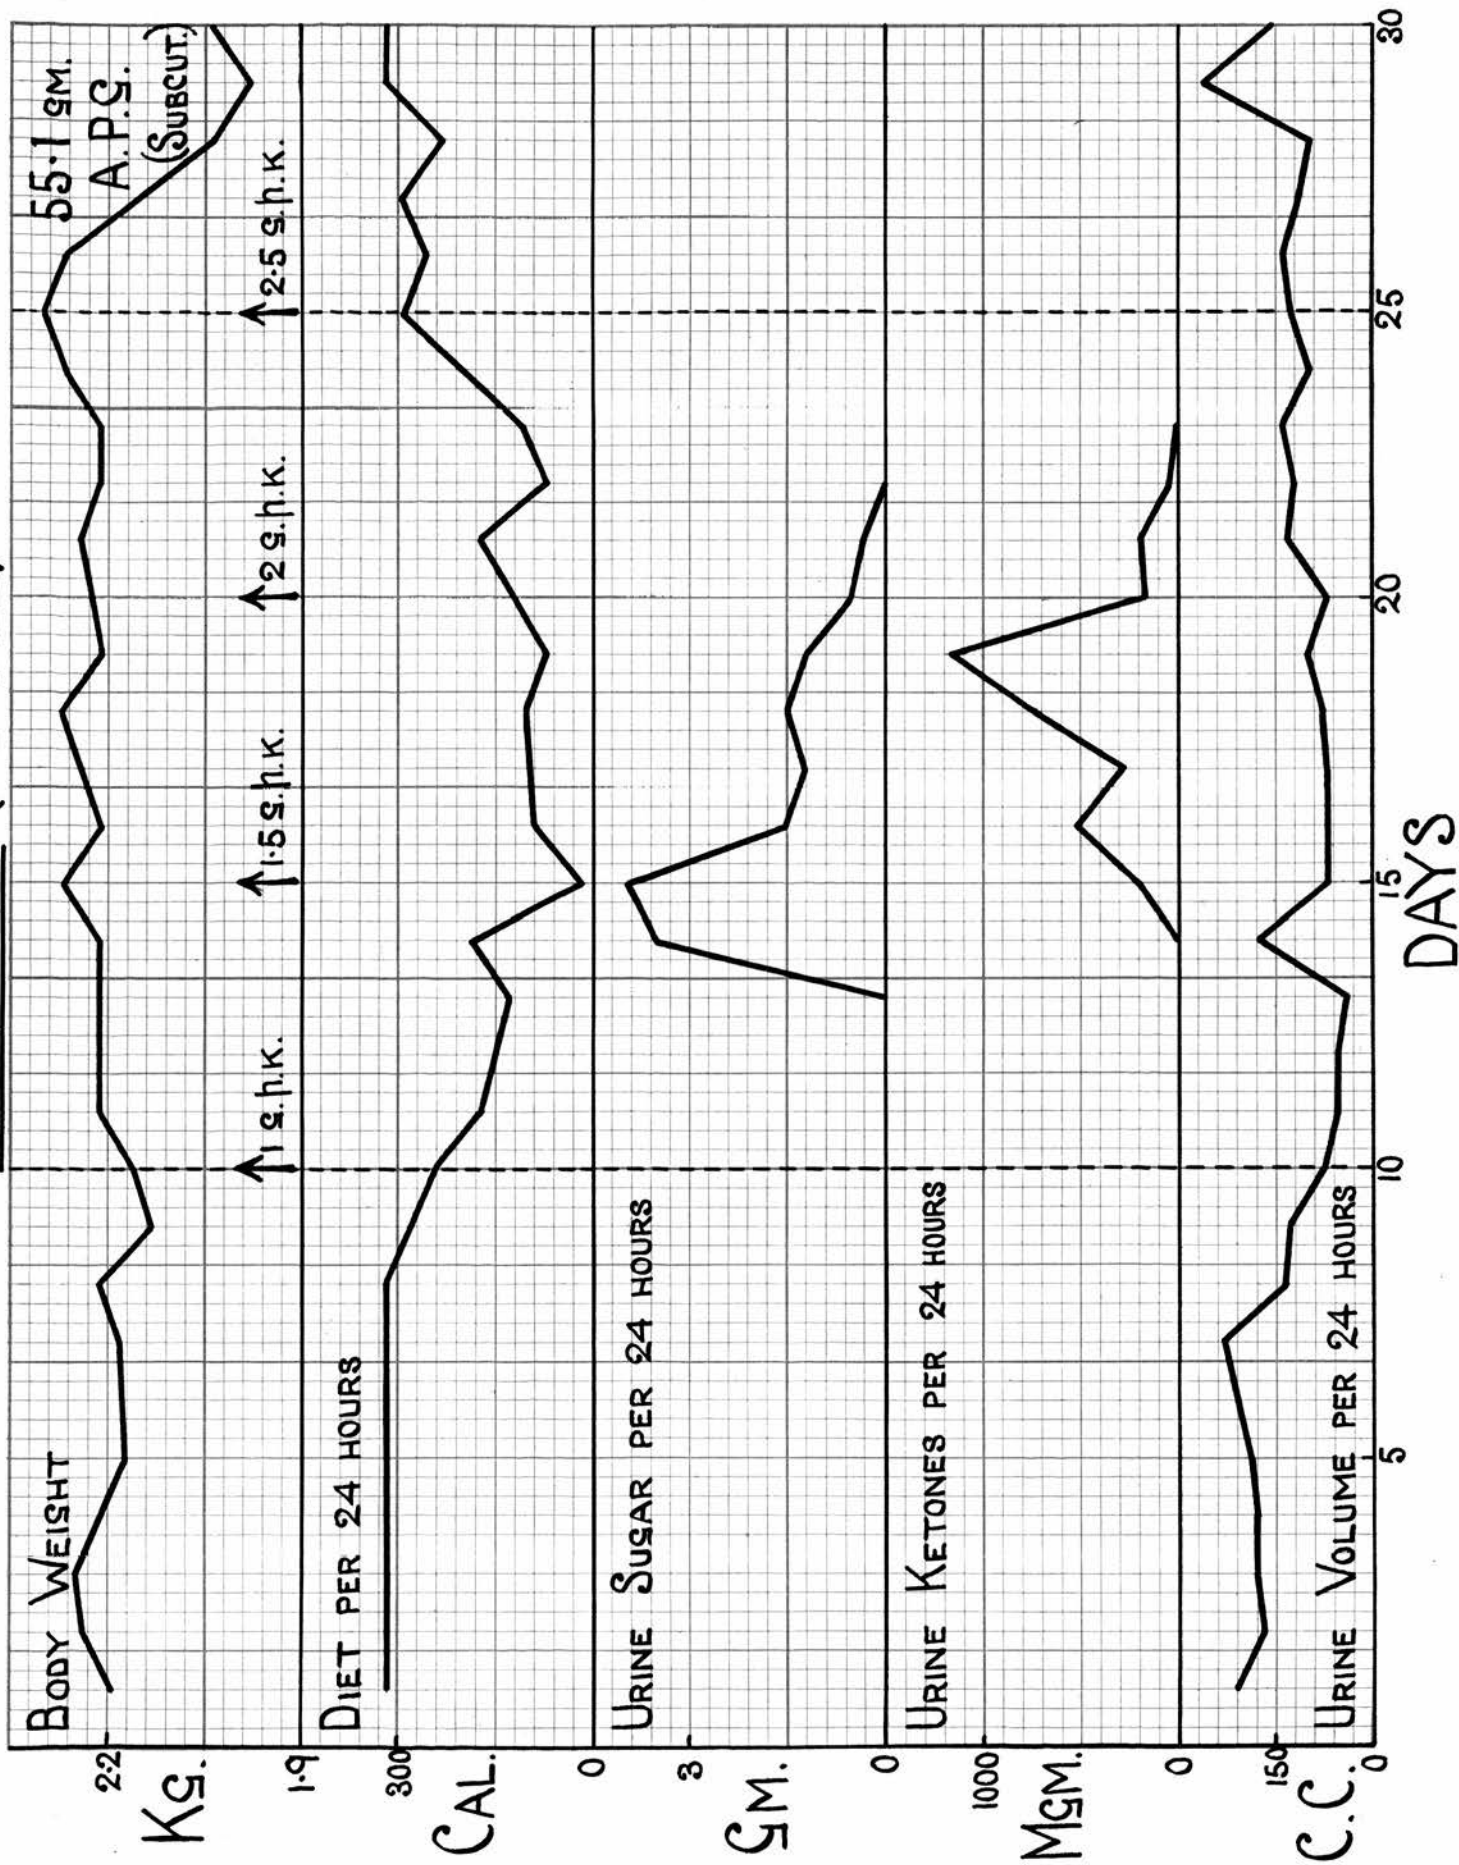 BODY WEIGHT
55·1 GM.
A.P.G.
(SUBCUT.)
2·2
KG.
1·9
1 G.h.K.
1·5 G.h.K.
2 G.h.K.
2·5 G.h.K.
DIET PER 24 HOURS
300
CAL.
0
URINE SUGAR PER 24 HOURS
3
GM.
0
URINE KETONES PER 24 HOURS
1000
MGM.
0
150
C.C.
0
URINE VOLUME PER 24 HOURS
5
10
15
20
25
30
DAYS